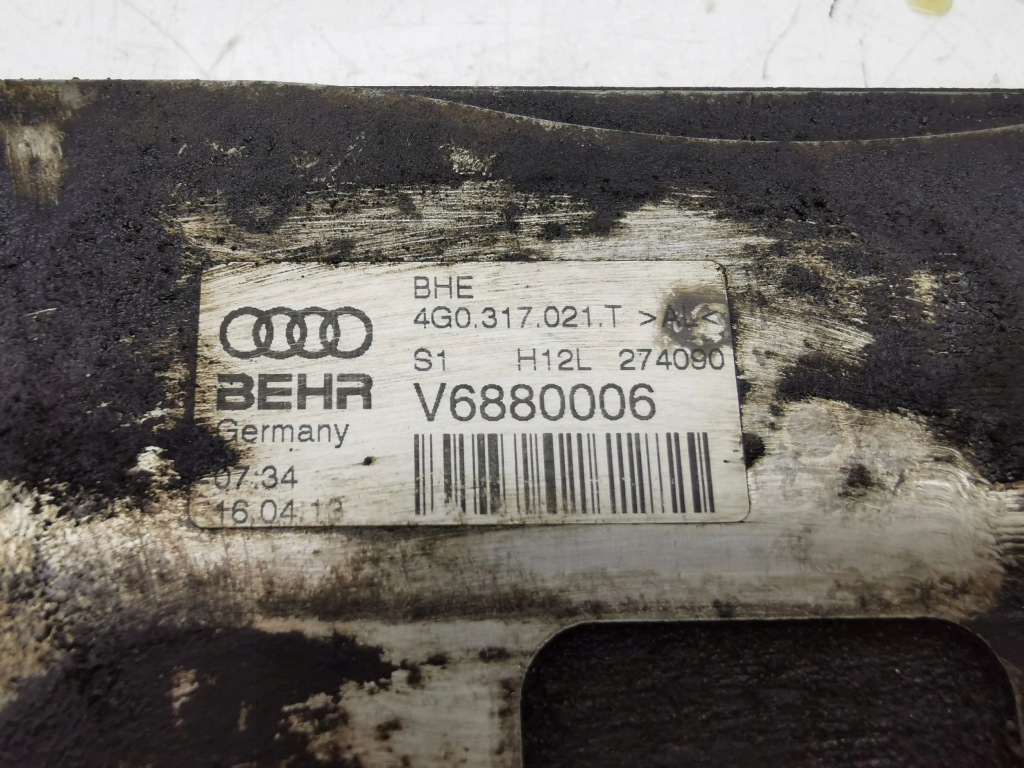 BHE
4G0.317.021.T >AL<
S1 H12L 274090
BEHR V6880006
Germany
07:34
16.04.13